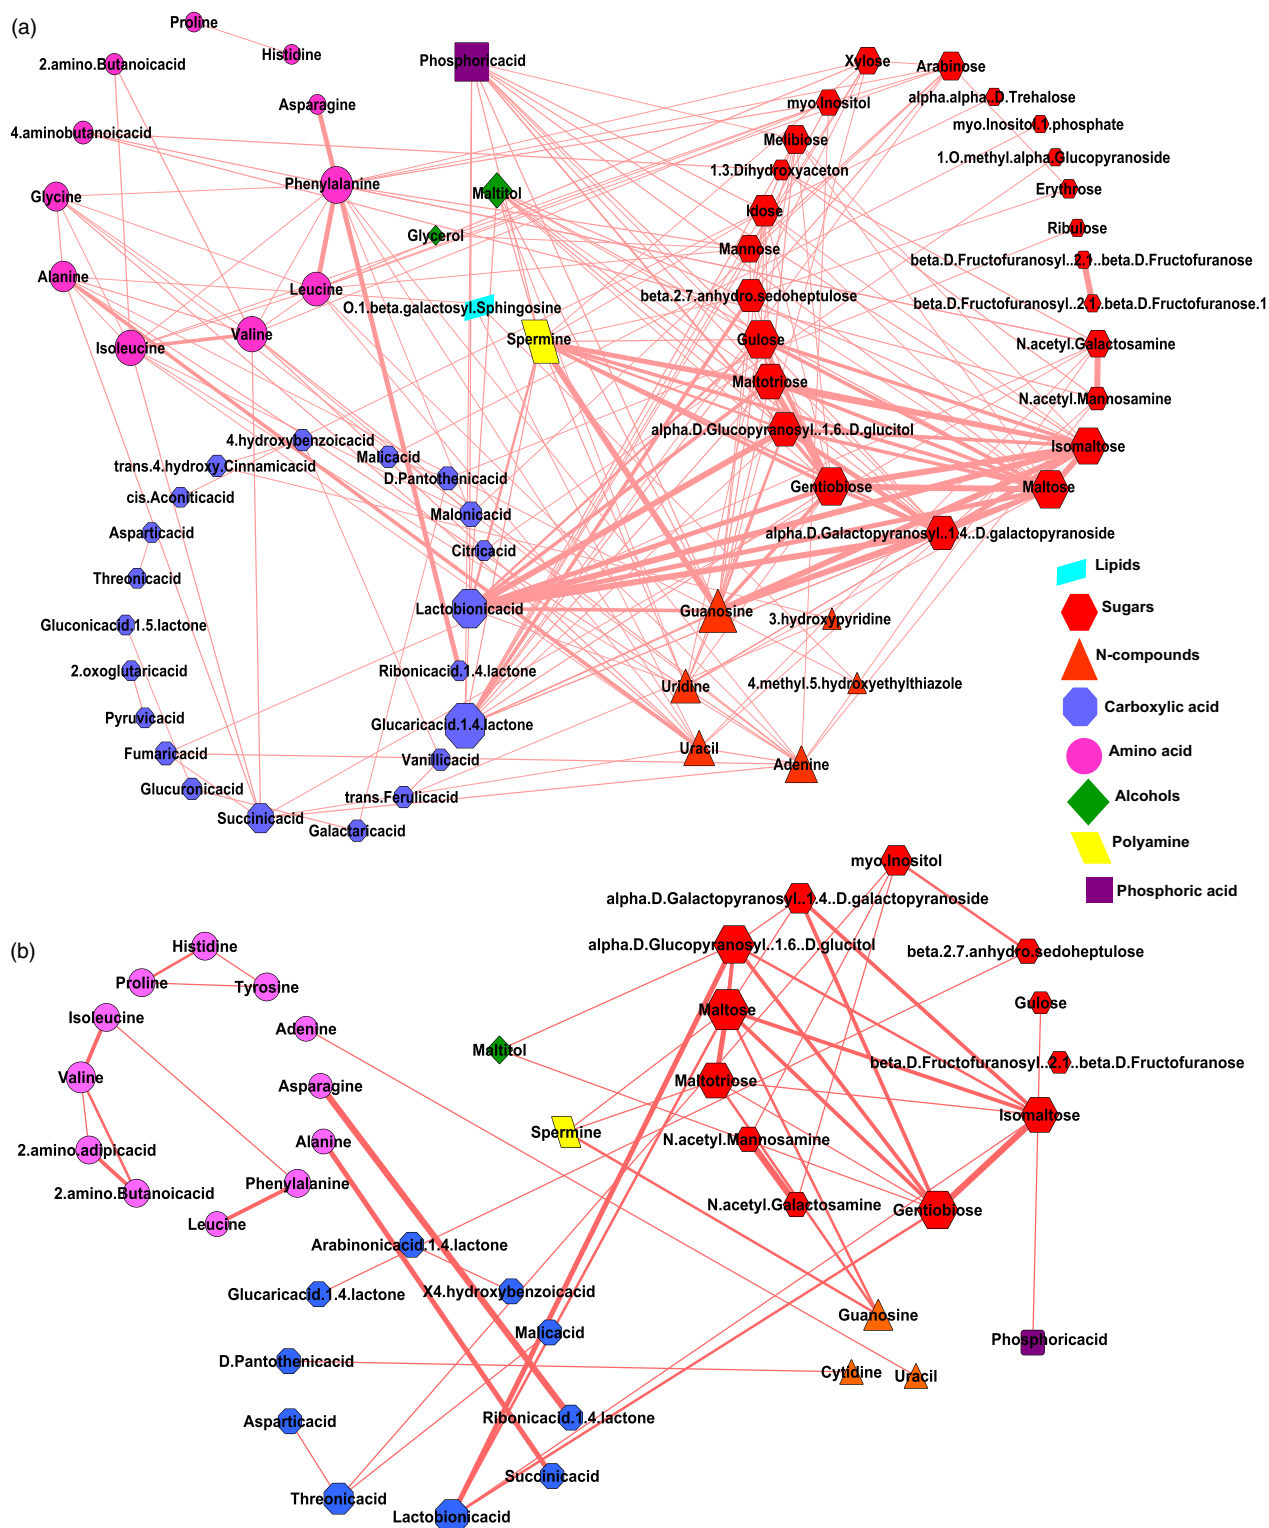 (a)
Proline
Histidine
2.amino.Butanoicacid
Phosphoricacid
Xylose
Arabinose
Asparagine
myo.Inositol
alpha.alpha..D.Trehalose
4.aminobutanoicacid
myo.Inositol.1.phosphate
Melibiose
1.3.Dihydroxyaceton
1.O.methyl.alpha.Glucopyranoside
Phenylalanine
Glycine
Maltitol
Erythrose
Idose
Glycerol
Ribulose
Mannose
beta.D.Fructofuranosyl..2.1..beta.D.Fructofuranose
Alanine
Leucine
O.1.beta.galactosyl.Sphingosine
beta.2.7.anhydro.sedoheptulose
beta.D.Fructofuranosyl..2.1.beta.D.Fructofuranose.1
Isoleucine
Valine
Spermine
Gulose
N.acetyl.Galactosamine
Maltotriose
N.acetyl.Mannosamine
4.hydroxybenzoicacid
alpha.D.Glucopyranosyl..1.6..D.glucitol
Isomaltose
Malicacid
trans.4.hydroxy.Cinnamicacid
D.Pantothenicacid
Gentiobiose
Maltose
cis.Aconiticacid
Malonicacid
Asparticacid
alpha.D.Galactopyranosyl..1.4..D.galactopyranoside
Citricacid
Threonicacid
Lipids
Lactobionicacid
Guanosine
3.hydroxypyridine
Sugars
Gluconicacid.1.5.lactone
2.oxoglutaricacid
Ribonicacid.1.4.lactone
Uridine
4.methyl.5.hydroxyethylthiazole
N-compounds
Pyruvicacid
Glucaricacid.1.4.lactone
Carboxylic acid
Fumaricacid
Vanillicacid
Uracil
Adenine
Amino acid
Glucuronicacid
trans.Ferulicacid
Alcohols
Succinicacid
Galactaricacid
Polyamine
Phosphoric acid
(b)
myo.Inositol
alpha.D.Galactopyranosyl..1.4..D.galactopyranoside
Histidine
alpha.D.Glucopyranosyl..1.6..D.glucitol
beta.2.7.anhydro.sedoheptulose
Proline
Tyrosine
Isoleucine
Adenine
Maltose
Gulose
Maltitol
Valine
Asparagine
Maltotriose
beta.D.Fructofuranosyl..2.1..beta.D.Fructofuranose
Isomaltose
Alanine
Spermine
N.acetyl.Mannosamine
2.amino.adipicacid
2.amino.Butanoicacid
Phenylalanine
N.acetyl.Galactosamine
Gentiobiose
Leucine
Arabinonicacid.1.4.lactone
Glucaricacid.1.4.lactone
X4.hydroxybenzoicacid
Guanosine
Malicacid
Phosphoricacid
D.Pantothenicacid
Cytidine
Uracil
Asparticacid
Ribonicacid.1.4.lactone
Succinicacid
Threonicacid
Lactobionicacid